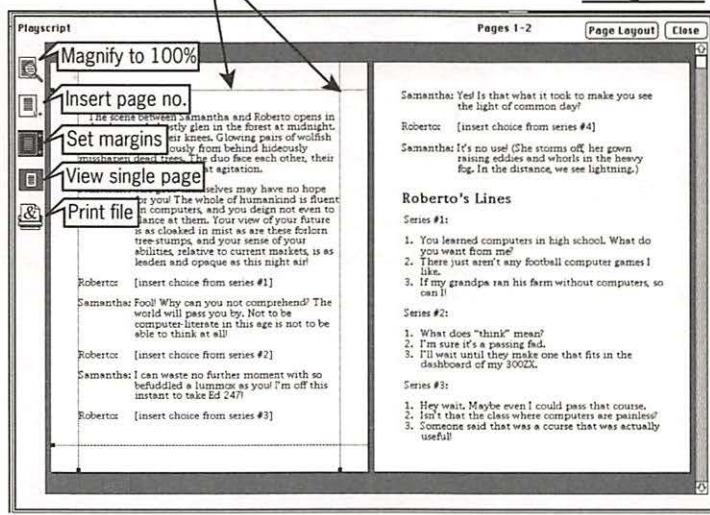 Playscript
Pages 1-2
Page Layout
Close
Magnify to 100%
Insert page no.
Set margins
View single page
Print file
The scene between Samantha and Roberto opens in
stly glen in the forest at midnight.
eir knees. Glowing pairs of wolfish
ously from behind hideously
misshapen dead trees. The duo face each other, their
at agitation.
selves may have no hope
or you! The whole of humankind is fluent
n computers, and you deign not even to
lance at them. Your view of your future
is as cloaked in mist as are these forlorn
tree-stumps, and your sense of your
abilities, relative to current markets, is as
leaden and opaque as this night air!
Roberto: [insert choice from series #1]
Samantha: Fool! Why can you not comprehend? The
world will pass you by. Not to be
computer-literate in this age is not to be
able to think at all!
Roberto: [insert choice from series #2]
Samantha: I can waste no further moment with so
befuddled a lummox as you! I'm off this
instant to take Ed 247!
Roberto: [insert choice from series #3]
Samantha: Yes! Is that what it took to make you see
the light of common day?
Roberto: [insert choice from series #4]
Samantha: It's no use! (She storms off, her gown
raising eddies and whorls in the heavy
fog. In the distance, we see lightning.)
Roberto's Lines
Series #1:
1. You learned computers in high school. What do
you want from me?
2. There just aren't any football computer games I
like.
3. If my grandpa ran his farm without computers, so
can I!
Series #2:
1. What does "think" mean?
2. I'm sure it's a passing fad.
3. I'll wait until they make one that fits in the
dashboard of my 300ZX.
Series #3:
1. Hey wait. Maybe even I could pass that course.
2. Isn't that the class where computers are painless?
3. Someone said that was a course that was actually
useful!